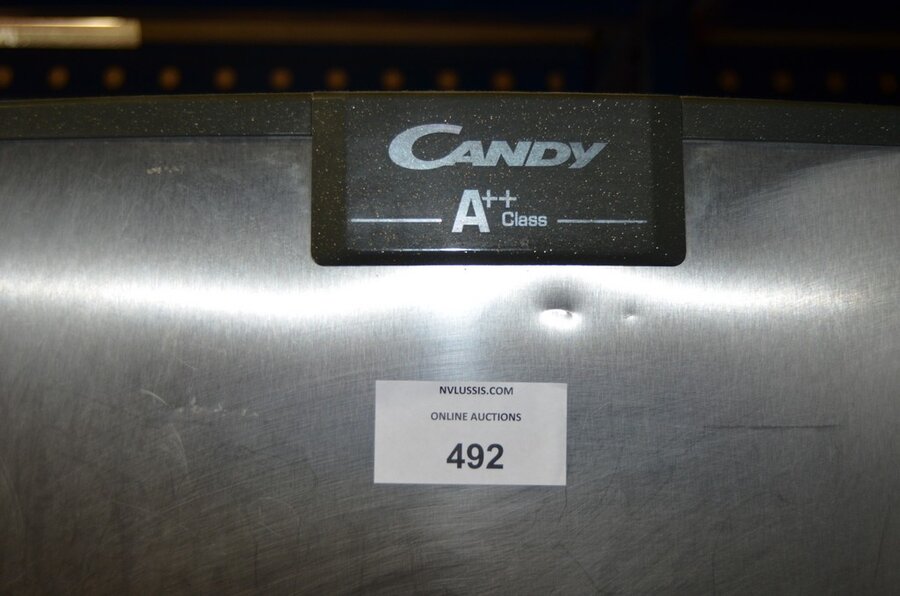 CANDY
A++ Class
NVLUSSIS.COM
ONLINE AUCTIONS
492